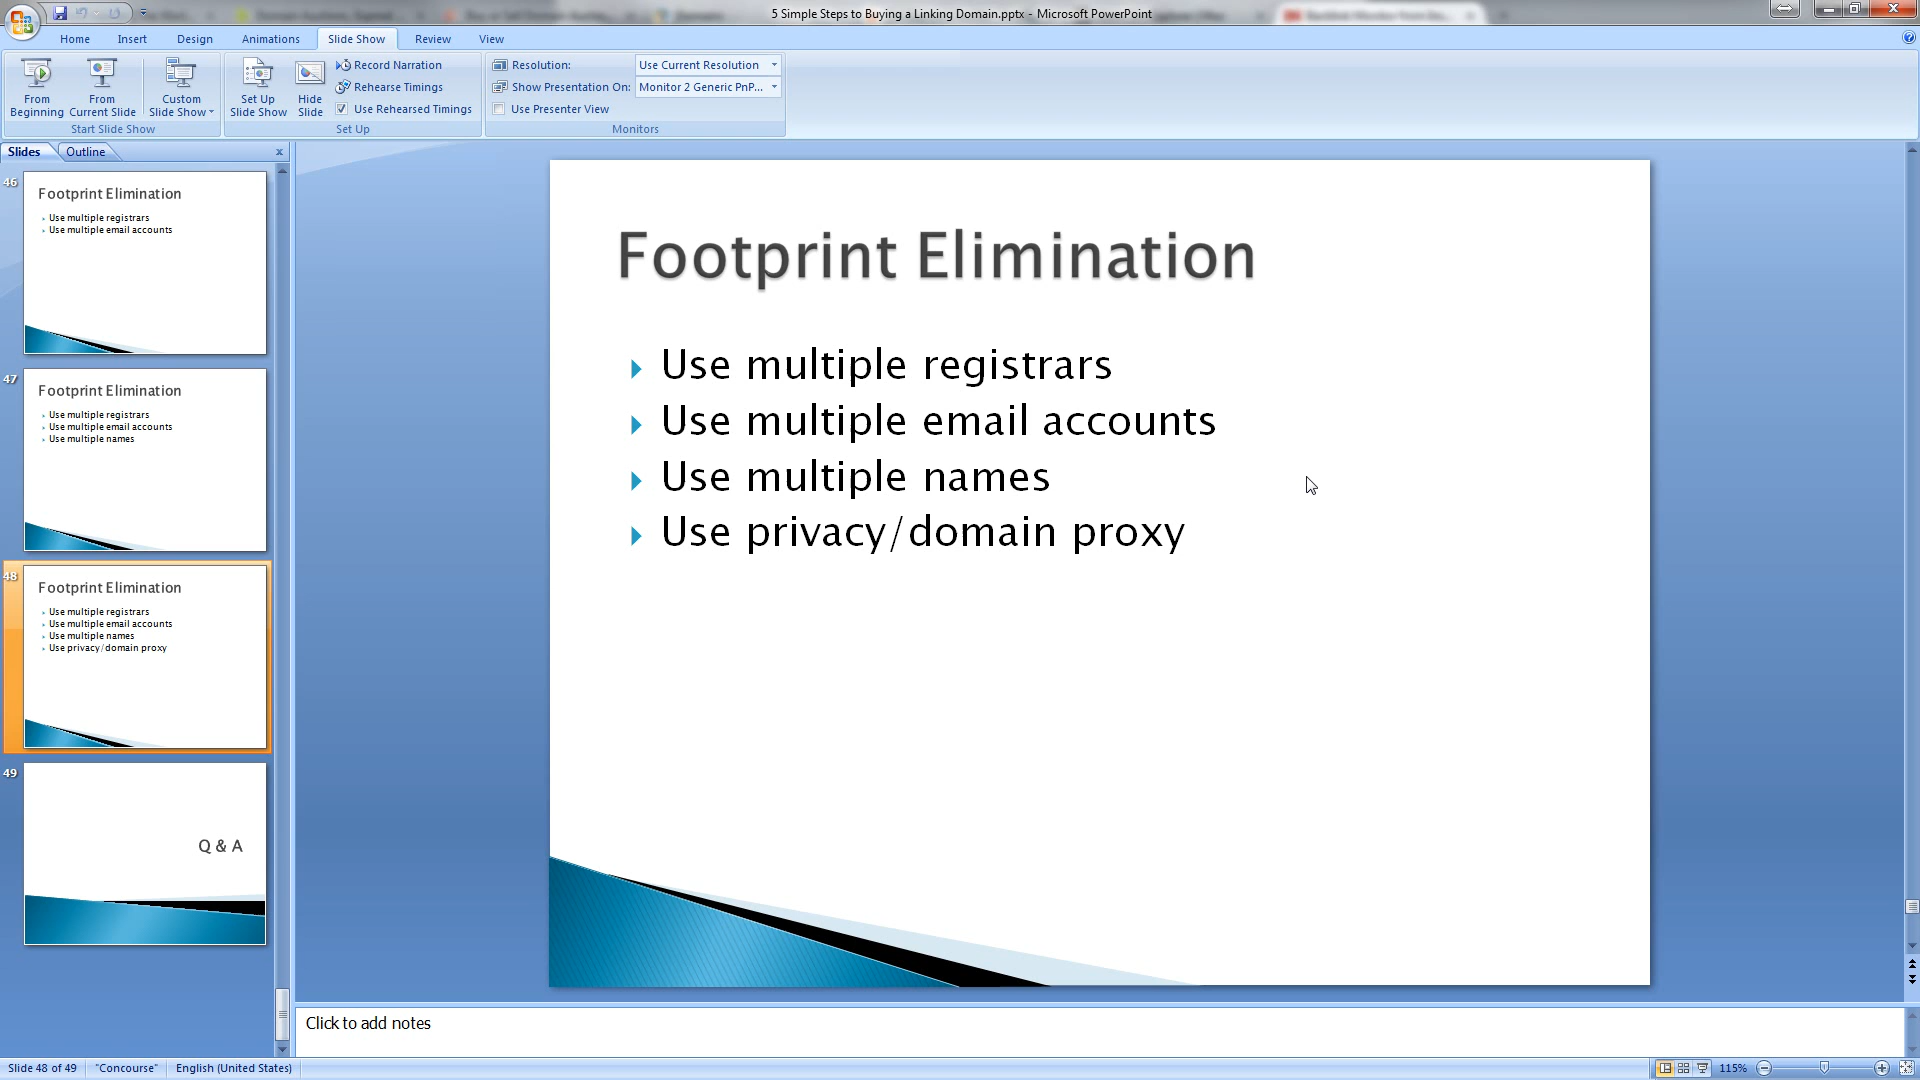 5 Simple Steps to Buying a Linking Domain.pptx - Microsoft PowerPoint
Home Insert Design Animations Slide Show Review View
From Beginning
From Current Slide
Custom Slide Show
Start Slide Show
Set Up Slide Show
Hide Slide
Record Narration
Rehearse Timings
Use Rehearsed Timings
Set Up
Resolution: Use Current Resolution
Show Presentation On: Monitor 2 Generic PnP...
Use Presenter View
Monitors
Slides Outline x
46
Footprint Elimination
Use multiple registrars
Use multiple email accounts
47
Footprint Elimination
Use multiple registrars
Use multiple email accounts
Use multiple names
48
Footprint Elimination
Use multiple registrars
Use multiple email accounts
Use multiple names
Use privacy/domain proxy
49
Q & A
Footprint Elimination
Use multiple registrars
Use multiple email accounts
Use multiple names
Use privacy/domain proxy
Click to add notes
Slide 48 of 49 "Concourse" English (United States) 115%